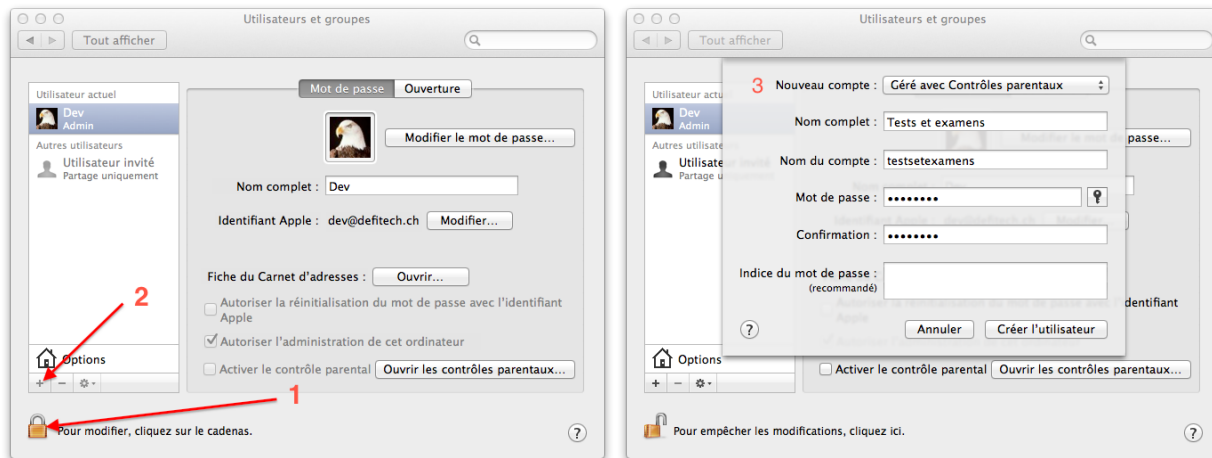 Utilisateurs et groupes
Tout afficher
Utilisateur actuel
Dev
Admin
Autres utilisateurs
Utilisateur invité
Partage uniquement
Options
Mot de passe
Ouverture
Modifier le mot de passe...
Nom complet : Dev
Identifiant Apple : dev@defitech.ch Modifier...
Fiche du Carnet d'adresses : Ouvrir...
Autoriser la réinitialisation du mot de passe avec l'identifiant
Apple
Autoriser l'administration de cet ordinateur
Activer le contrôle parental Ouvrir les contrôles parentaux...
2
1
Pour modifier, cliquez sur le cadenas.
?
Utilisateurs et groupes
Tout afficher
Utilisateur actu
Dev
Admin
Autres utilisate
Utilisate
Partage u
Options
3 Nouveau compte : Géré avec Contrôles parentaux
Nom complet : Tests et examens
Nom du compte : testsetexamens
Mot de passe : ••••••••
Confirmation : ••••••••
Indice du mot de passe :
(recommandé)
? Annuler Créer l'utilisateur
passe...
dentifiant
Activer le contrôle parental Ouvrir les contrôles parentaux...
Pour empêcher les modifications, cliquez ici.
?